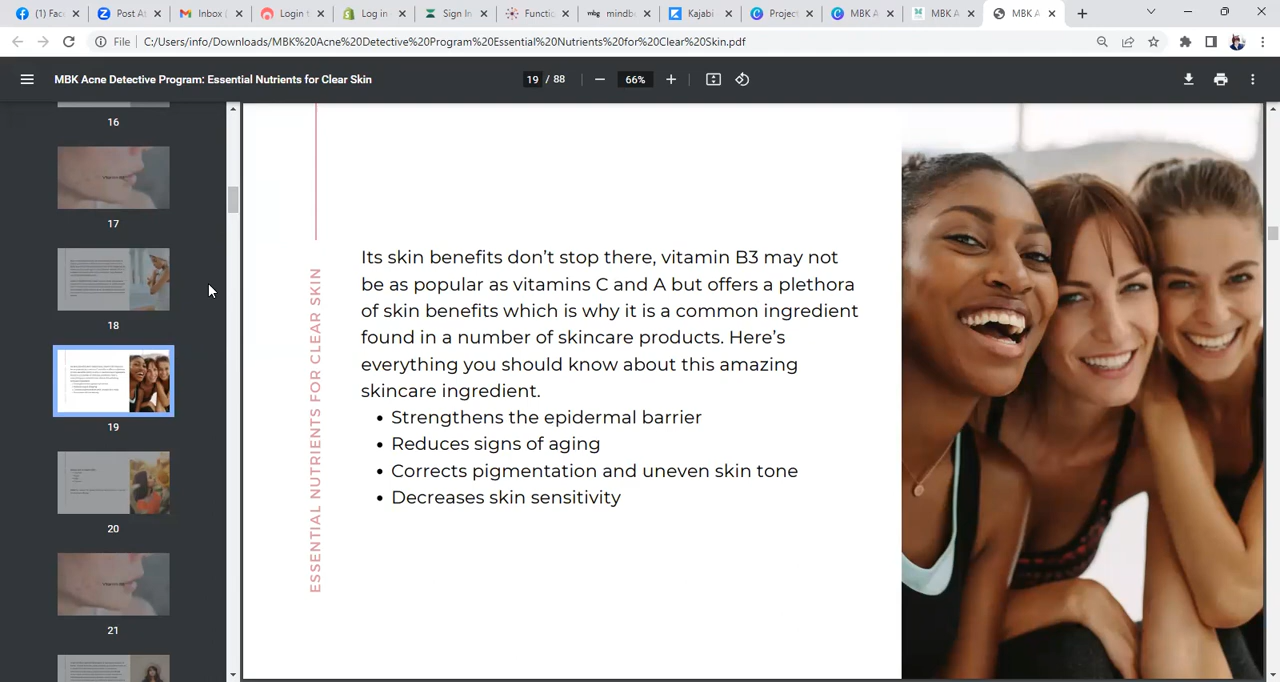 (1) Face
Post At
Inbox (
Login t
Log in
Sign In
Functi
mbg mindb
Kajabi
Project
MBK A
MBK A
MBK A
File C:/Users/info/Downloads/MBK%20Acne%20Detective%20Program%20Essential%20Nutrients%20for%20Clear%20Skin.pdf
MBK Acne Detective Program: Essential Nutrients for Clear Skin
19 / 88
66%
16
17
18
19
20
21
ESSENTIAL NUTRIENTS FOR CLEAR SKIN
Its skin benefits don’t stop there, vitamin B3 may not
be as popular as vitamins C and A but offers a plethora
of skin benefits which is why it is a common ingredient
found in a number of skincare products. Here’s
everything you should know about this amazing
skincare ingredient.
• Strengthens the epidermal barrier
• Reduces signs of aging
• Corrects pigmentation and uneven skin tone
• Decreases skin sensitivity